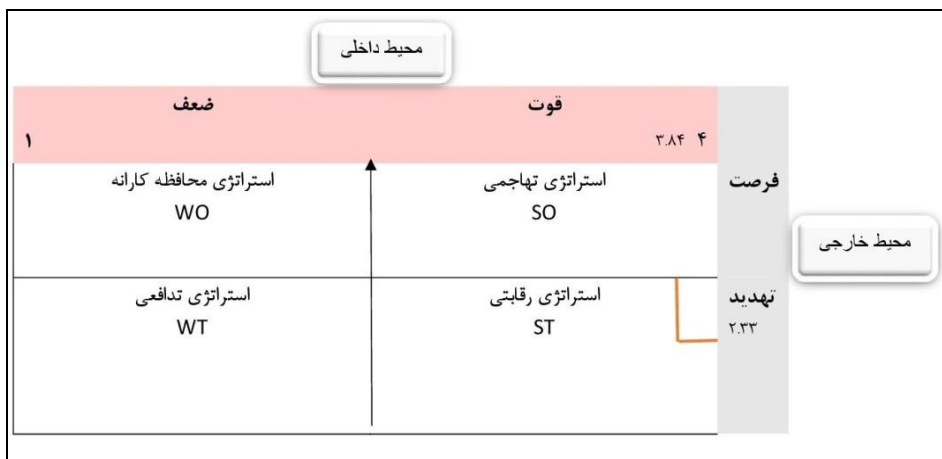 محیط داخلی
قوت
ضعف
۴ ۳.۸۴
۱
فرصت
استراتژی تهاجمی
SO
استراتژی محافظه کارانه
WO
محیط خارجی
تهدید
۲.۳۳
استراتژی رقابتی
ST
استراتژی تدافعی
WT